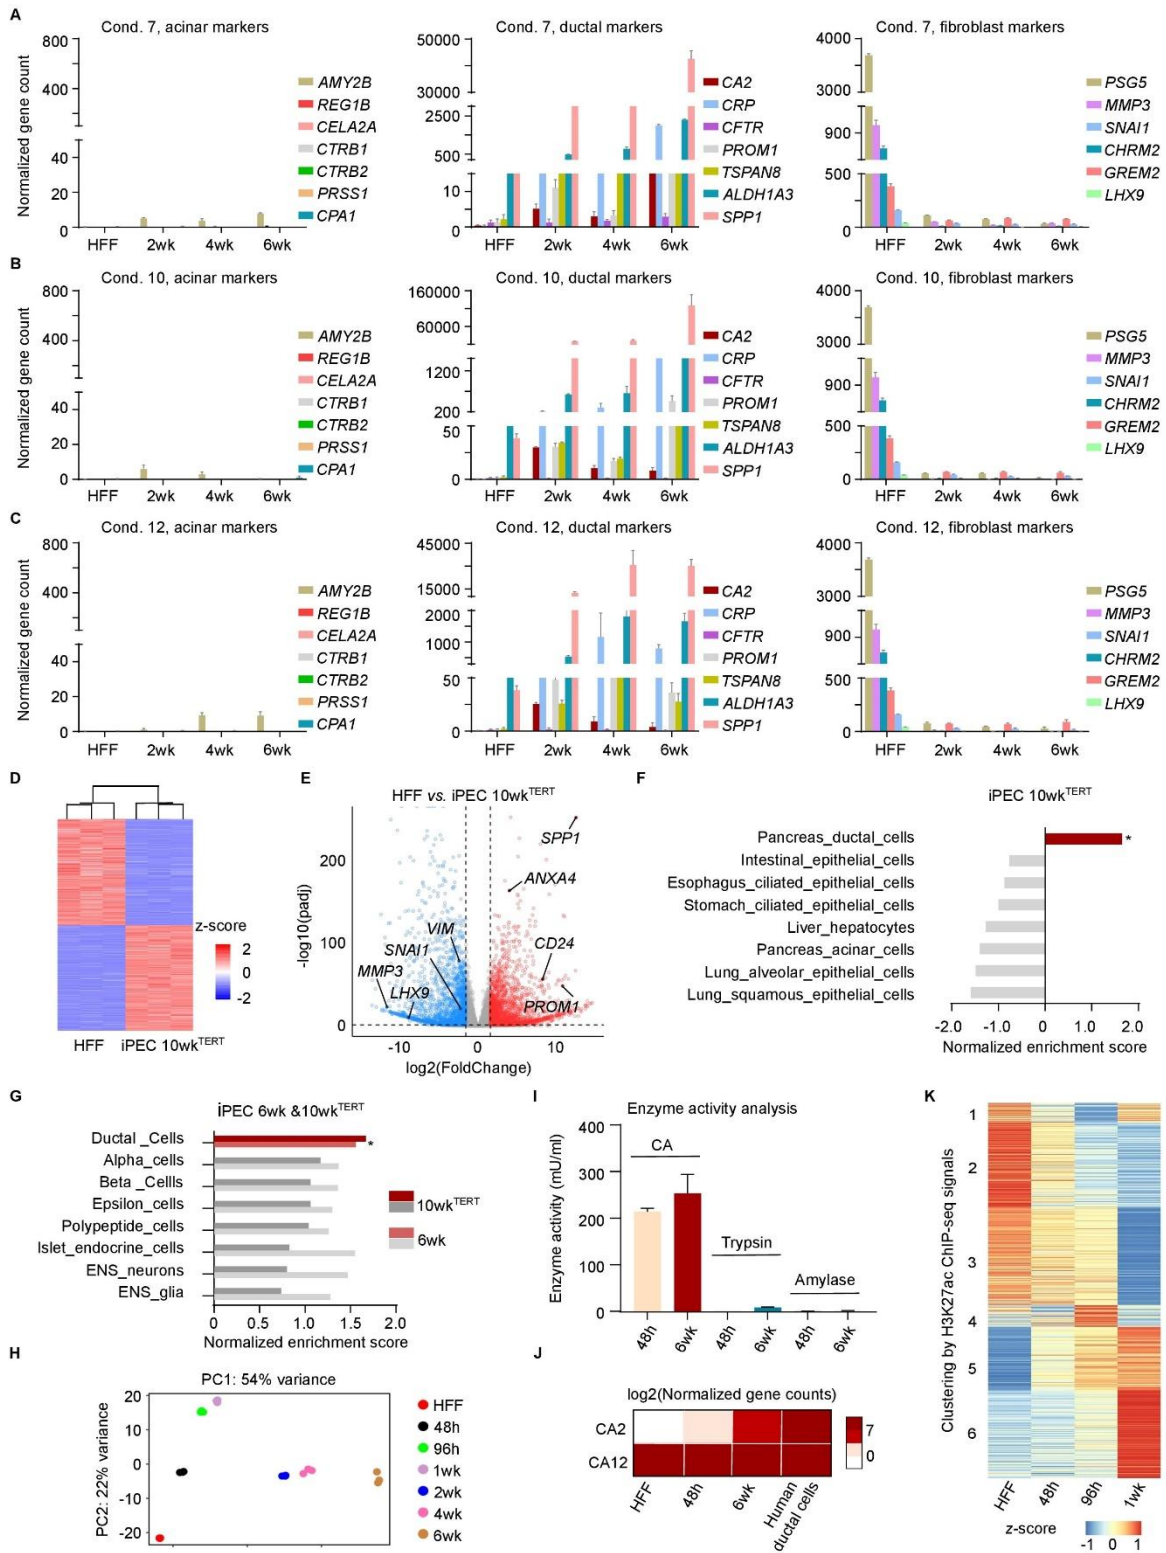 A
Cond. 7, acinar markers
Normalized gene count
800
400
40
20
0
HFF 2wk 4wk 6wk
AMY2B
REG1B
CELA2A
CTRB1
CTRB2
PRSS1
CPA1
Cond. 7, ductal markers
50000
30000
2500
500
10
0
HFF 2wk 4wk 6wk
CA2
CRP
CFTR
PROM1
TSPAN8
ALDH1A3
SPP1
Cond. 7, fibroblast markers
4000
3000
900
500
0
HFF 2wk 4wk 6wk
PSG5
MMP3
SNAI1
CHRM2
GREM2
LHX9
B
Cond. 10, acinar markers
Normalized gene count
800
400
40
20
0
HFF 2wk 4wk 6wk
AMY2B
REG1B
CELA2A
CTRB1
CTRB2
PRSS1
CPA1
Cond. 10, ductal markers
160000
60000
1200
200
50
0
HFF 2wk 4wk 6wk
CA2
CRP
CFTR
PROM1
TSPAN8
ALDH1A3
SPP1
Cond. 10, fibroblast markers
4000
3000
900
500
0
HFF 2wk 4wk 6wk
PSG5
MMP3
SNAI1
CHRM2
GREM2
LHX9
C
Cond. 12, acinar markers
Normalized gene count
800
400
40
20
0
HFF 2wk 4wk 6wk
AMY2B
REG1B
CELA2A
CTRB1
CTRB2
PRSS1
CPA1
Cond. 12, ductal markers
45000
15000
2000
1000
50
0
HFF 2wk 4wk 6wk
CA2
CRP
CFTR
PROM1
TSPAN8
ALDH1A3
SPP1
Cond. 12, fibroblast markers
4000
3000
900
500
0
HFF 2wk 4wk 6wk
PSG5
MMP3
SNAI1
CHRM2
GREM2
LHX9
D
z-score
2
0
-2
HFF iPEC 10wkTERT
E
HFF vs. iPEC 10wkTERT
-log10(padj)
200
100
0
SPP1
ANXA4
VIM
SNAI1
CD24
MMP3
LHX9
PROM1
-10 0 10
log2(FoldChange)
F
iPEC 10wkTERT
Pancreas_ductal_cells
*
Intestinal_epithelial_cells
Esophagus_ciliated_epithelial_cells
Stomach_ciliated_epithelial_cells
Liver_hepatocytes
Pancreas_acinar_cells
Lung_alveolar_epithelial_cells
Lung_squamous_epithelial_cells
-2.0 -1.0 0 1.0 2.0
Normalized enrichment score
G
iPEC 6wk &10wkTERT
Ductal _Cells
*
Alpha_cells
Beta _Cellls
Epsilon_cells
Polypeptide_cells
Islet_endocrine_cells
ENS_neurons
ENS_glia
10wkTERT
6wk
0 0.5 1.0 1.5 2.0
Normalized enrichment score
H
PC1: 54% variance
PC2: 22% variance
20
10
0
-10
-20
HFF
48h
96h
1wk
2wk
4wk
6wk
I
Enzyme activity analysis
Enzyme activity (mU/ml)
400
300
200
100
0
CA
Trypsin
Amylase
48h 6wk 48h 6wk 48h 6wk
J
log2(Normalized gene counts)
CA2
CA12
7
0
HFF 48h 6wk Human ductal cells
K
Clustering by H3K27ac ChIP-seq signals
1
2
3
4
5
6
HFF 48h 96h 1wk
z-score
-1 0 1